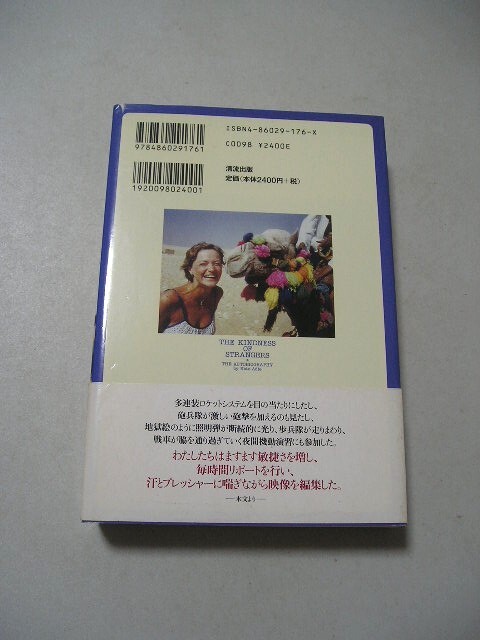 9784860291761
ISBN4-86029-176-X
C0098 ¥2400E
1920098024001
清流出版
定価(本体2400円+税)
THE KINDNESS
OF
STRANGERS
THE AUTOBIOGRAPHY
by Kate Adie
多連装ロケットシステムを目の当たりにしたし、
砲兵隊が激しい砲撃を加えるのも見たし、
地獄絵のように照明弾が断続的に光り、歩兵隊が走りまわり、
戦車が脇を通り過ぎていく夜間機動演習にも参加した。
わたしたちはますます敏捷さを増し、
毎時間リポートを行い、
汗とプレッシャーに喘ぎながら映像を編集した。
——本文より——